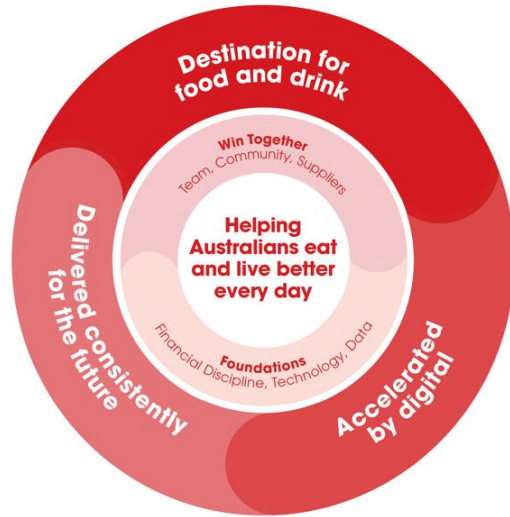 Destination for
food and drink
Win Together
Team, Community, Suppliers
Helping
Australians eat
and live better
every day
Foundations
Financial Discipline, Technology, Data
Delivered consistently
for the future
Accelerated
by digital